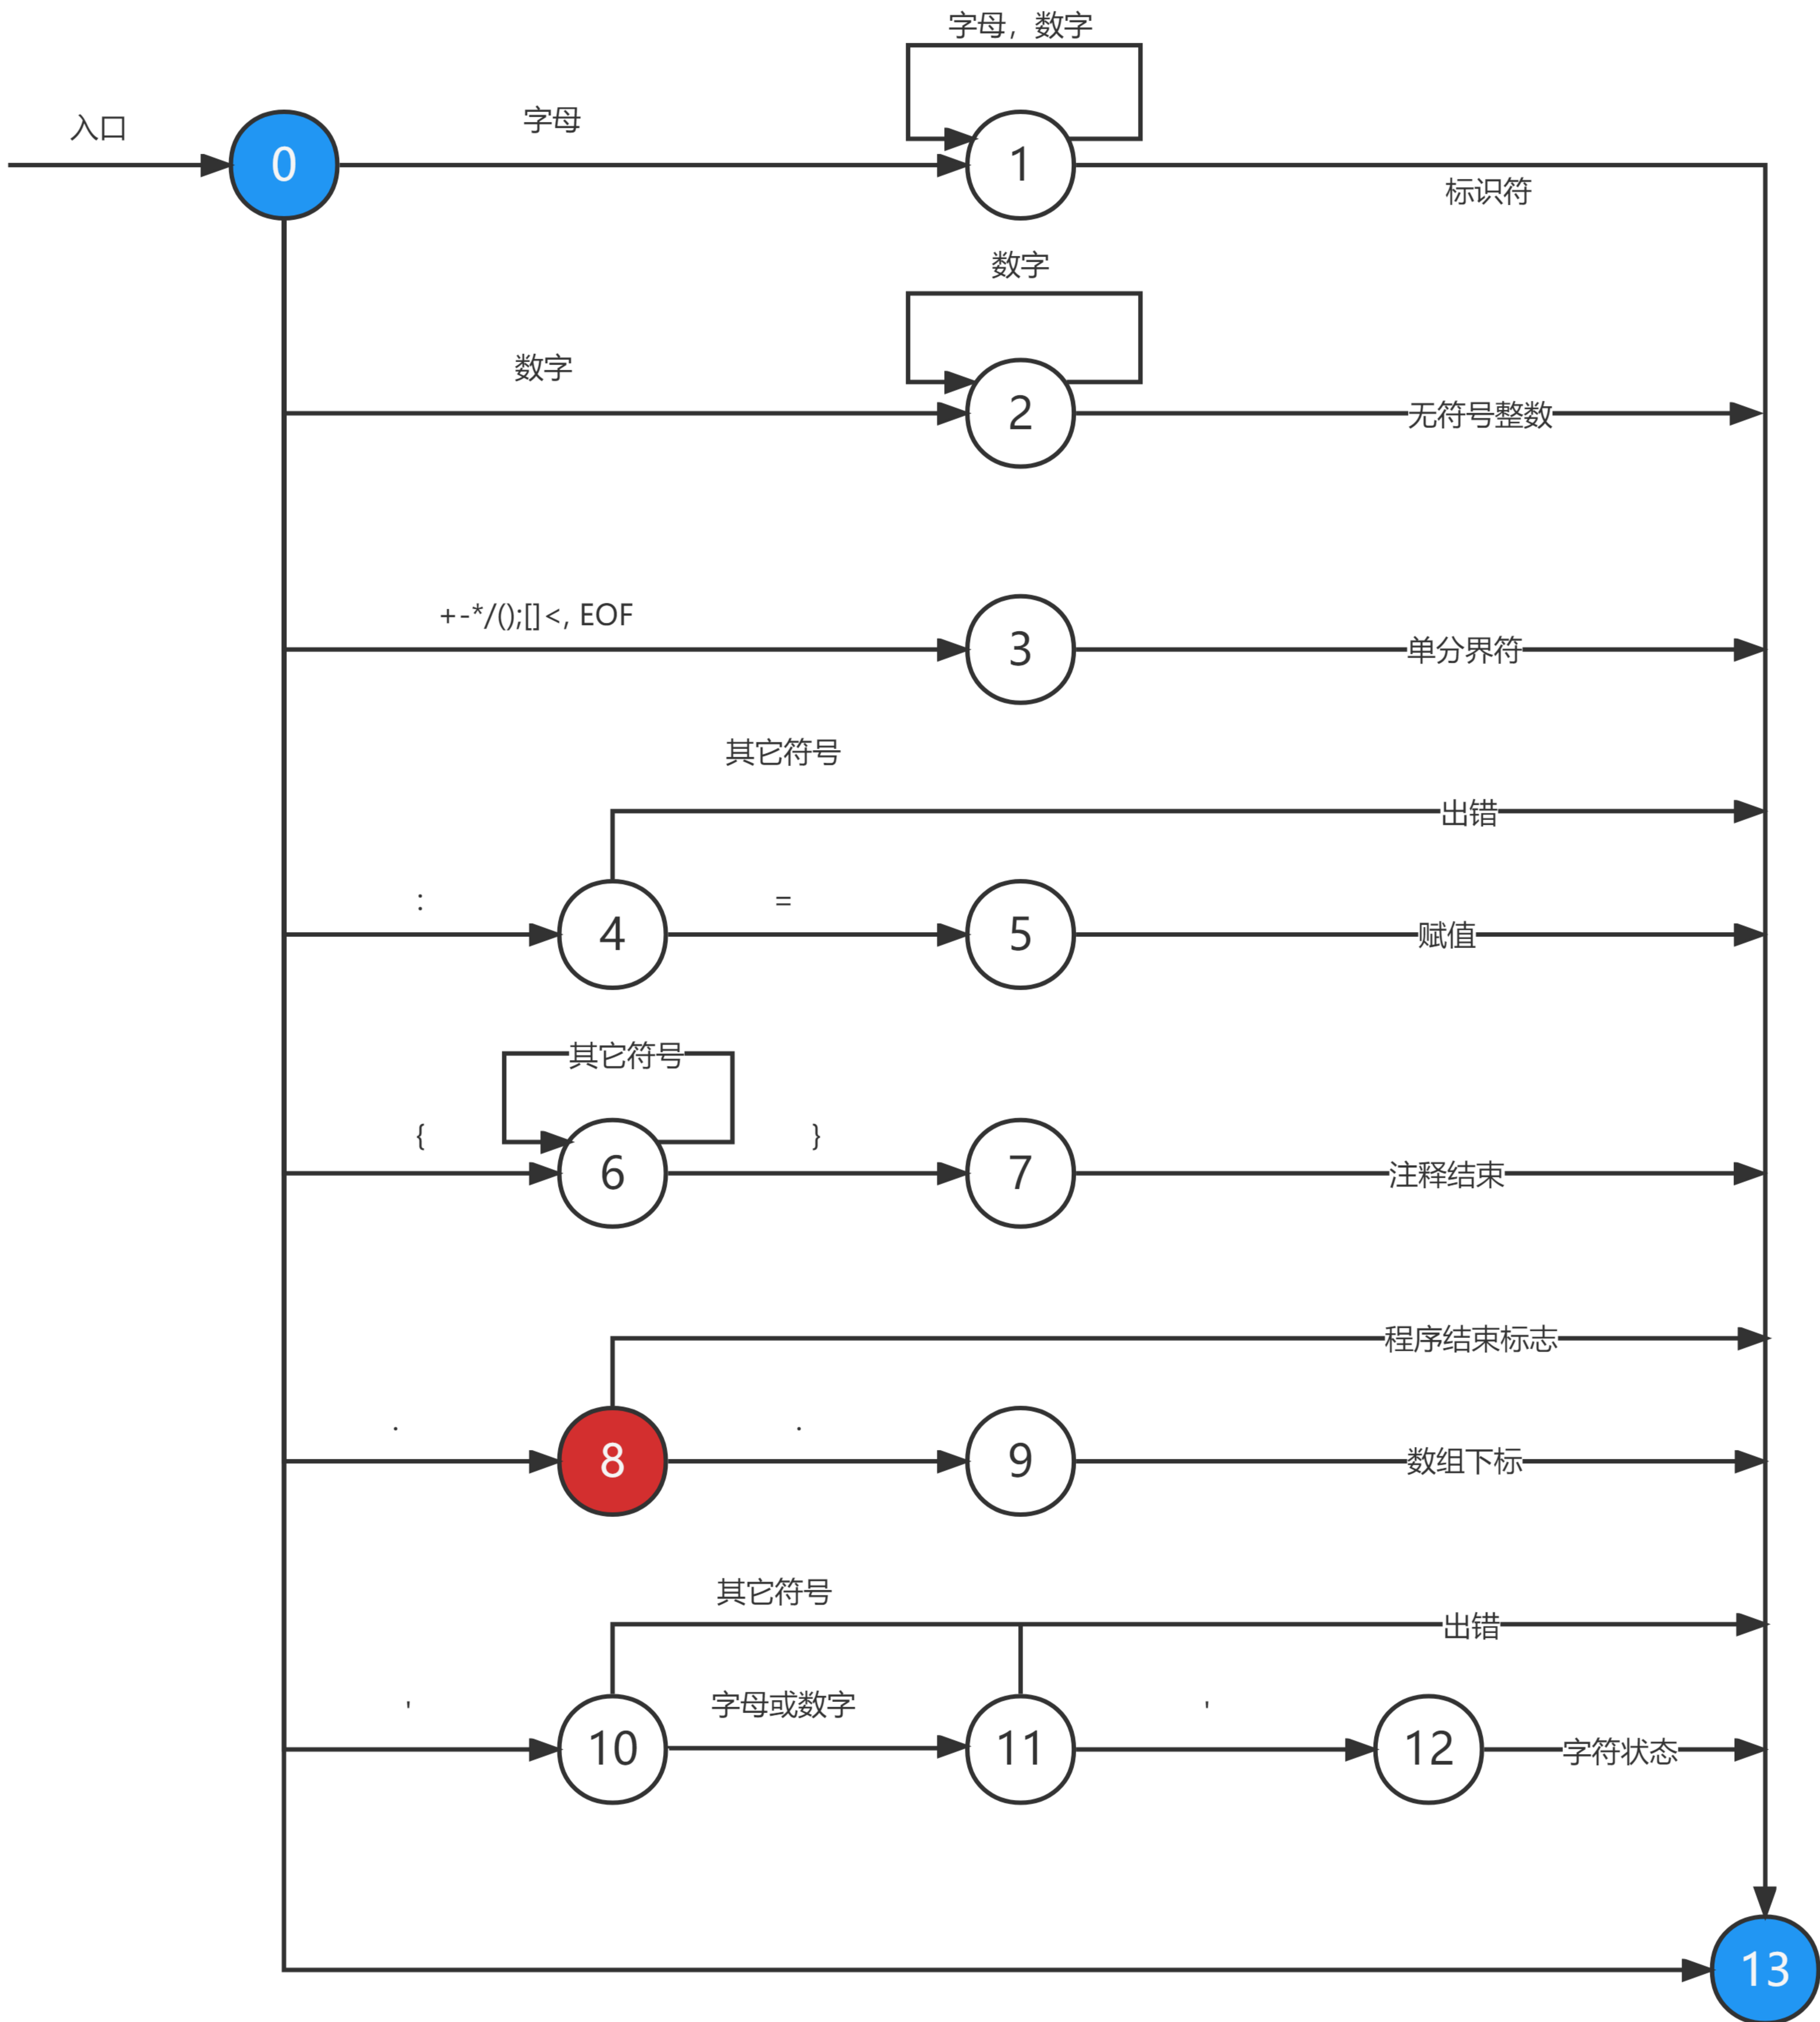 字母，数字
入口
字母
0
1
标识符
数字
数字
2
无符号整数
+-*/();[]<, EOF
3
单分界符
其它符号
出错
:
4
=
5
赋值
其它符号
{
6
}
7
注释结束
程序结束标志
.
8
.
9
数组下标
其它符号
出错
'
10
字母或数字
11
'
12
字符状态
13